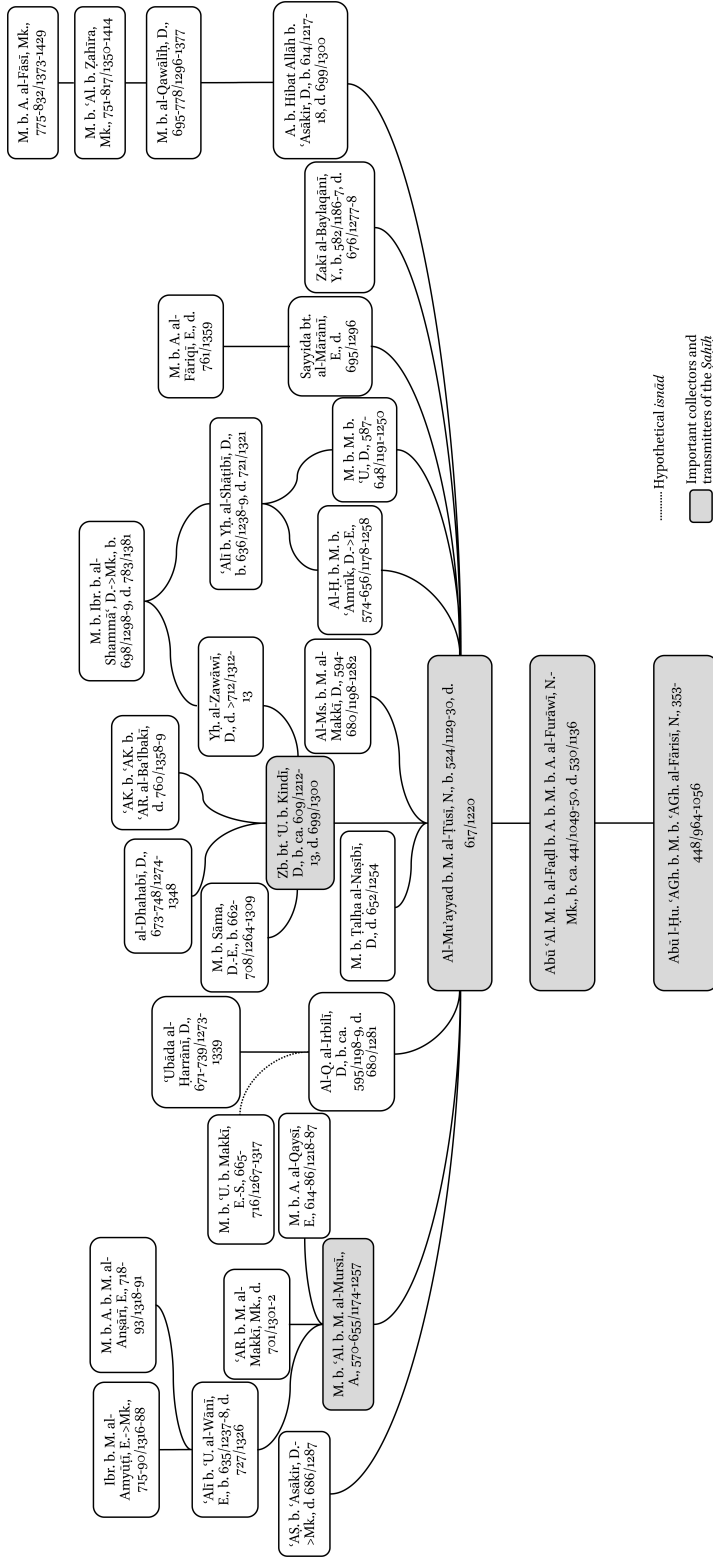 M. b. A. al-Fāsī, Mk.,
775-832/1373-1429
M. b. ʿAl. b. Ẓahīra,
Mk., 751-817/1350-1414
M. b. al-Qawālīḥ, D.,
695-778/1296-1377
A. b. Hibat Allāh b.
ʿAsākir, D., b. 614/1217-
18, d. 699/1300
Zakī al-Baylaqānī,
Y., b. 582/1186-7, d.
676/1277-8
M. b. A. al-
Fāriqī, E., d.
761/1359
Sayyida bt.
al-Mārānī,
E., d.
695/1296
M. b. Ibr. b. al-
Shammāʿ, D.->Mk., b.
698/1298-9, d. 783/1381
ʿAlī b. Yḥ. al-Shāṭibī, D.,
b. 636/1238-9, d. 721/1321
M. b. M. b.
ʿU., D., 587-
648/1191-1250
Al-Ḥ. b. M. b.
ʿAmrūk, D.->E.,
574-656/1178-1258
Yḥ. al-Zawāwī,
D., d. >712/1312-
13
Al-Ms. b. M. al-
Makkī, D., 594-
680/1198-1282
ʿAK. b. ʿAK. b.
ʿAR. al-Baʿlbakī,
d. 760/1358-9
al-Dhahabī, D.,
673-748/1274-
1348
M. b. Sāma,
D.-E., b. 662-
708/1264-1309
Zb. bt. ʿU. b. Kindī,
D., b. ca. 609/1212-
13, d. 699/1300
M. b. Ṭalḥa al-Naṣībī,
D., d. 652/1254
ʿUbāda al-
Ḥarrānī, D.,
671-739/1273-
1339
M. b. ʿU. b. Makkī,
E.-S., 665-
716/1267-1317
Al-Q. al-Irbilī,
D., b. ca.
595/1198-9, d.
680/1281
M. b. A. al-Qaysī,
E., 614-86/1218-87
M. b. A. b. M. al-
Anṣārī, E., 718-
93/1318-91
Ibr. b. M. al-
Amyūṭī, E.->Mk.,
715-90/1316-88
ʿAlī b. ʿU. al-Wānī,
E., b. 635/1237-8, d.
727/1326
ʿAR. b. M. al-
Makkī, Mk., d.
701/1301-2
M. b. ʿAl. b. M. al-Mursī.,
A., 570-655/1174-1257
ʿAṢ. b. ʿAsākir, D.-
>Mk., d. 686/1287
Al-Muʾayyad b. M. al-Ṭūsī, N., b. 524/1129-30, d.
617/1220
Abū ʿAl. M. b. al-Faḍl b. A. b. M. b. A. al-Furāwī, N.-
Mk., b. ca. 441/1049-50, d. 530/1136
Abū l-Ḥu. ʿAGh. b. M. b. ʿAGh. al-Fārisī, N., 353-
448/964-1056
Hypothetical isnād
Important collectors and
transmitters of the Ṣaḥīḥ